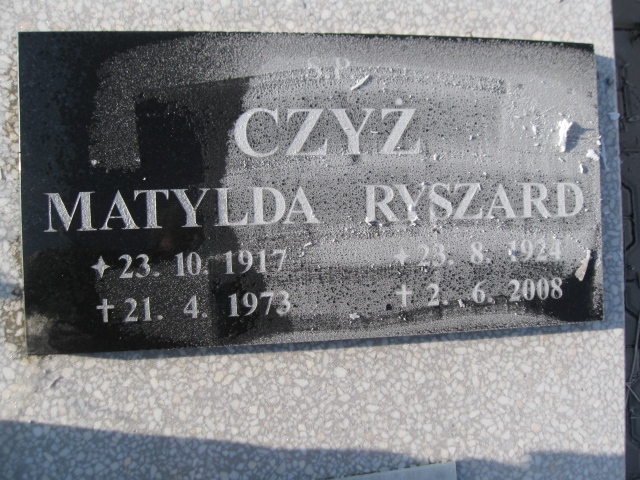 Ś.P.
CZYŻ
MATYLDA RYSZARD
23. 10. 1917 23. 8. 1924
21. 4. 1973 2. 6. 2008